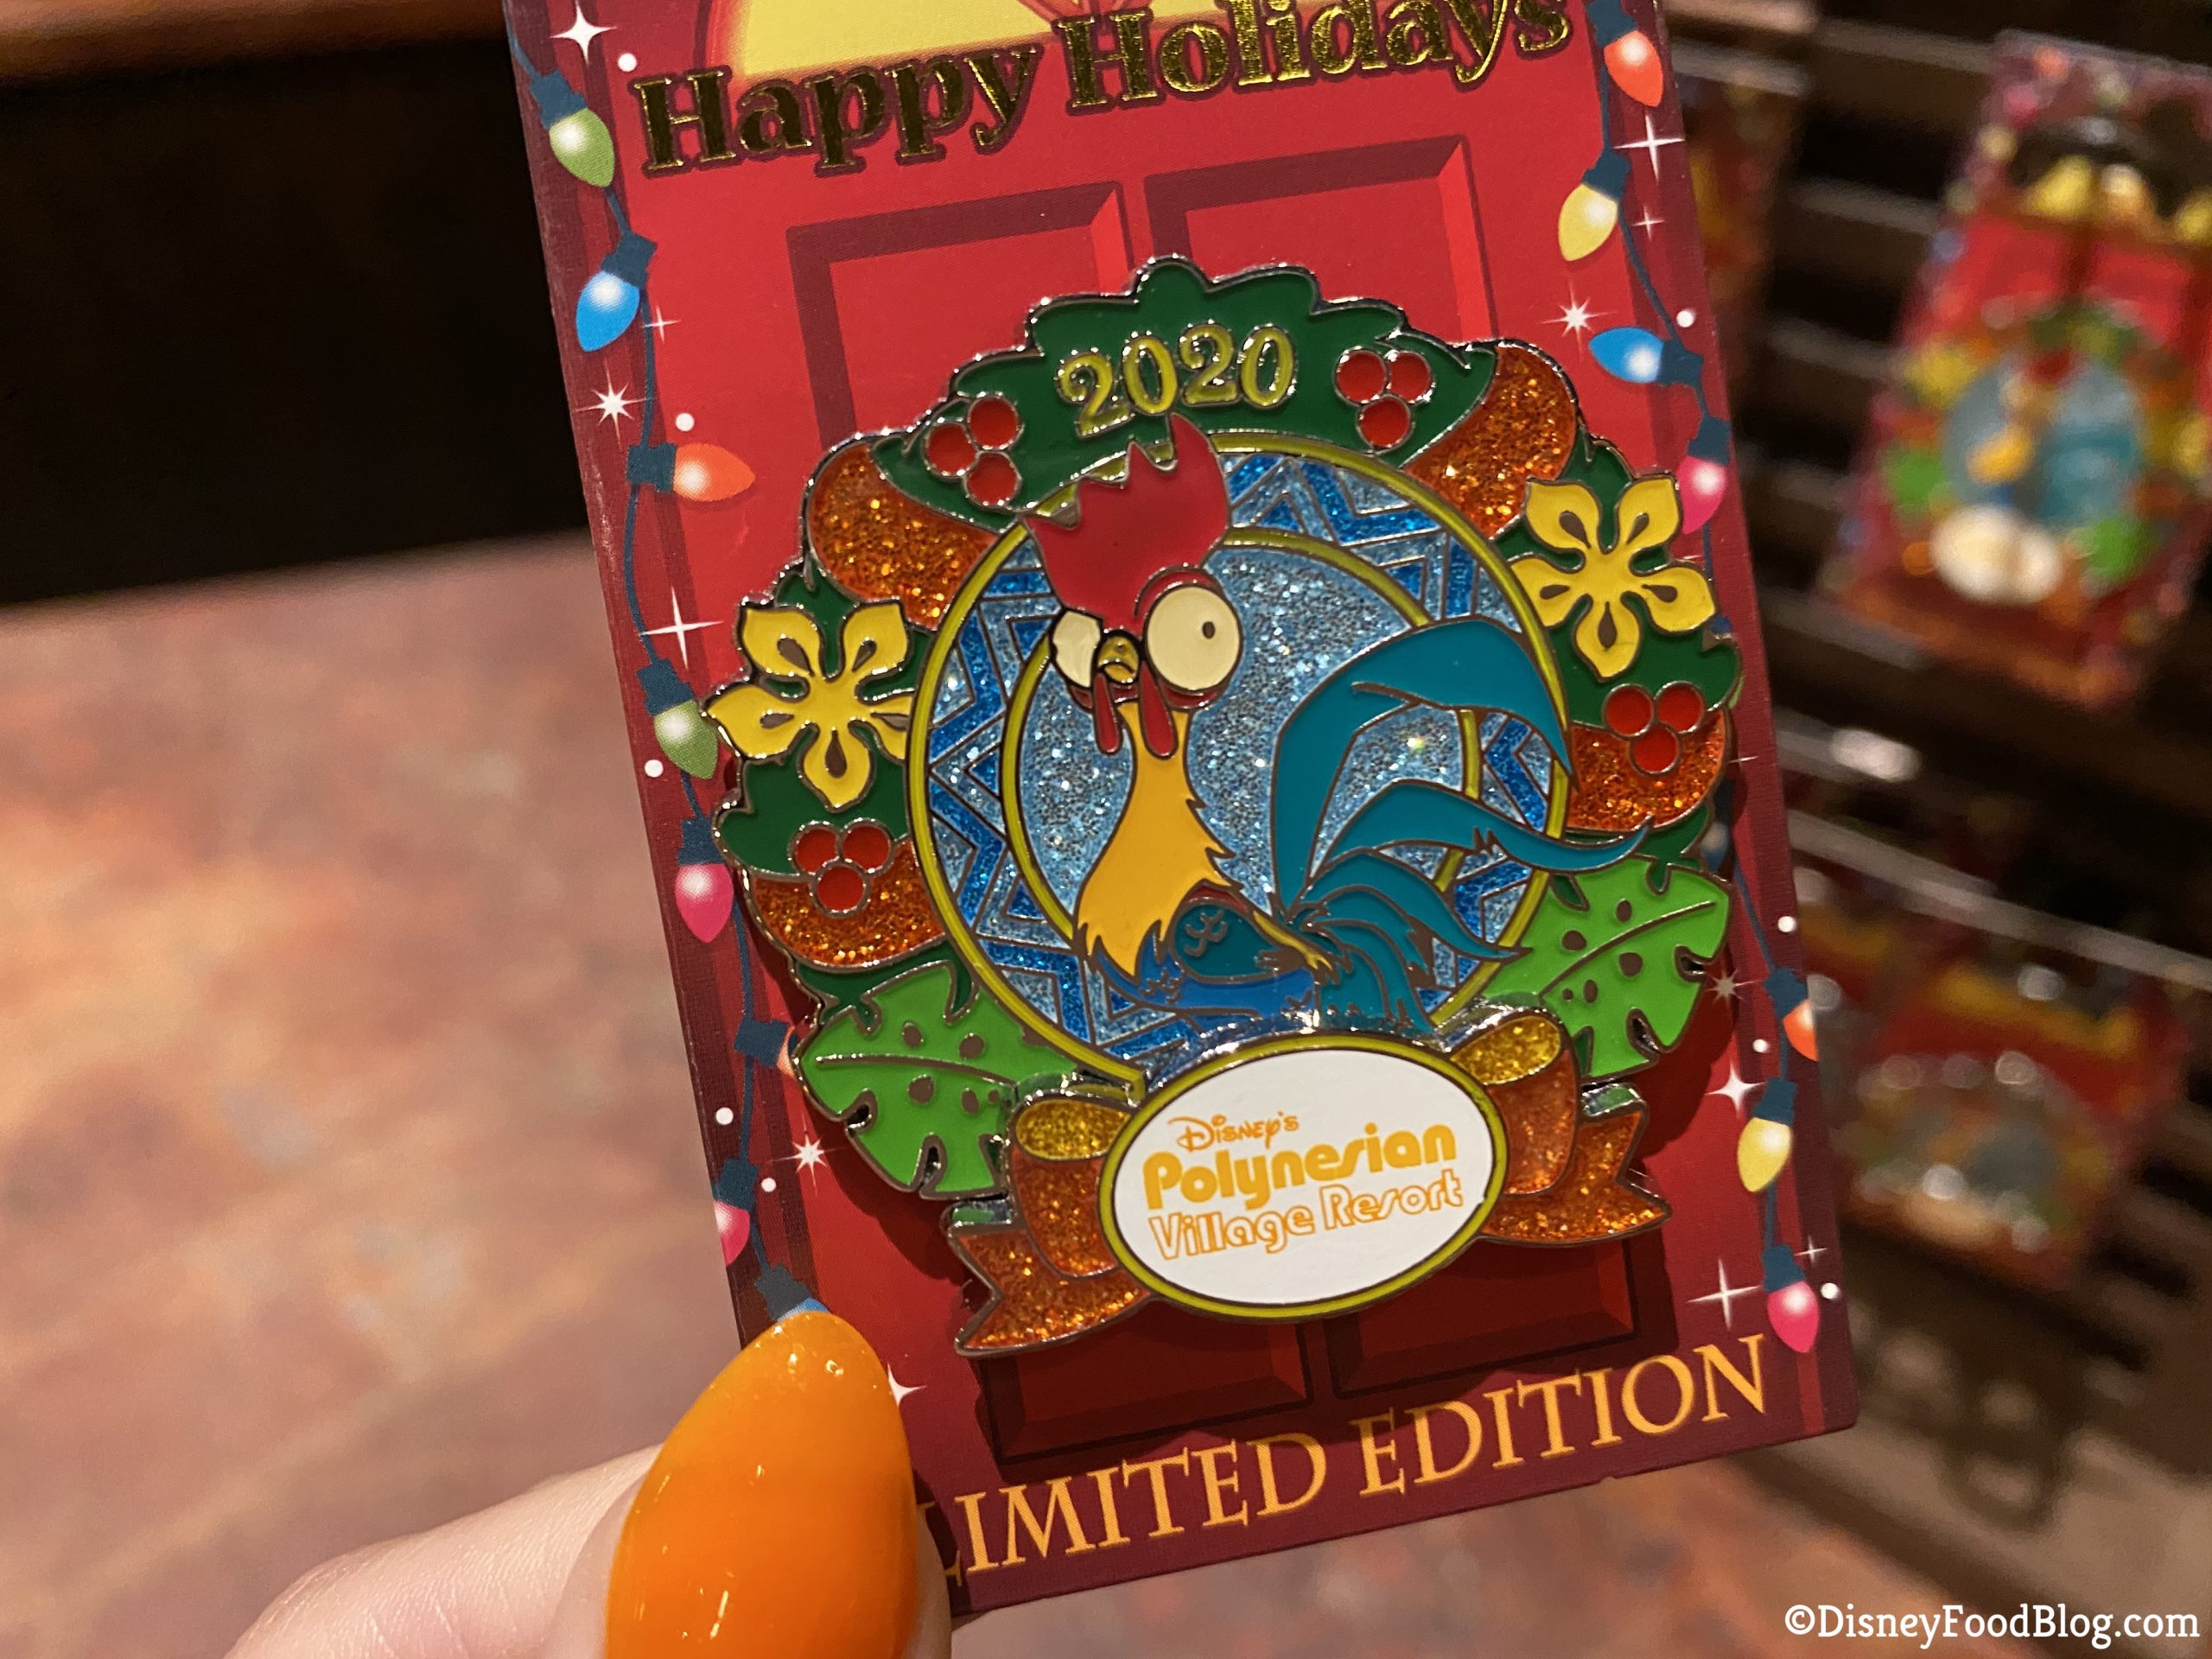 Happy Holidays
2020
Disney's
Polynesian
Village Resort
LIMITED EDITION
©DisneyFoodBlog.com